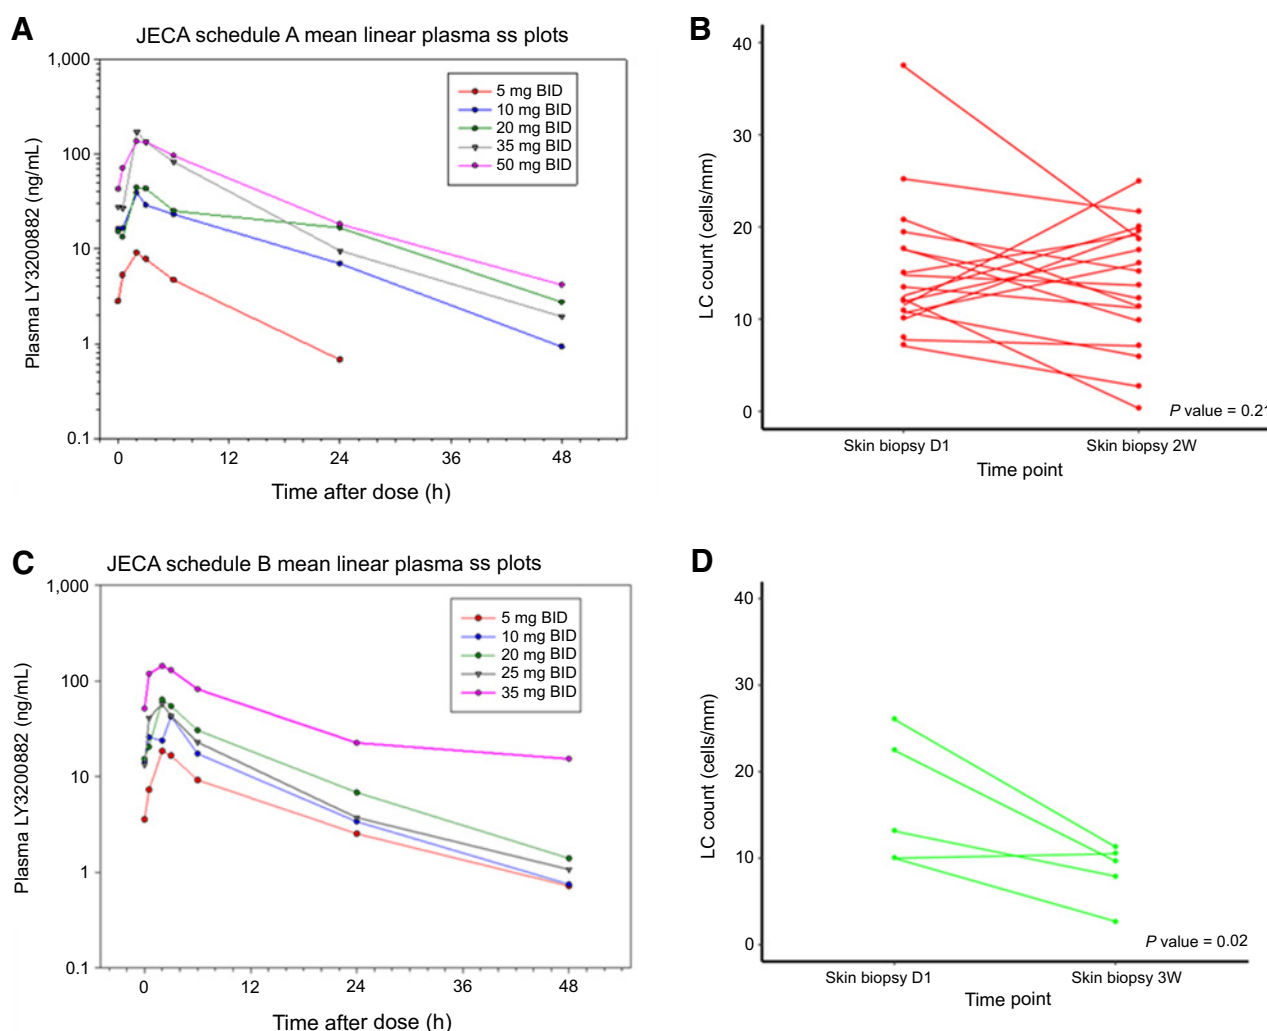 A
JECA schedule A mean linear plasma ss plots
1,000
100
10
1
0.1
Plasma LY3200882 (ng/mL)
5 mg BID
10 mg BID
20 mg BID
35 mg BID
50 mg BID
0 12 24 36 48
Time after dose (h)
B
40
30
20
10
0
LC count (cells/mm)
P value = 0.21
Skin biopsy D1 Skin biopsy 2W
Time point
C
JECA schedule B mean linear plasma ss plots
1,000
100
10
1
0.1
Plasma LY3200882 (ng/mL)
5 mg BID
10 mg BID
20 mg BID
25 mg BID
35 mg BID
0 12 24 36 48
Time after dose (h)
D
40
30
20
10
0
LC count (cells/mm)
P value = 0.02
Skin biopsy D1 Skin biopsy 3W
Time point